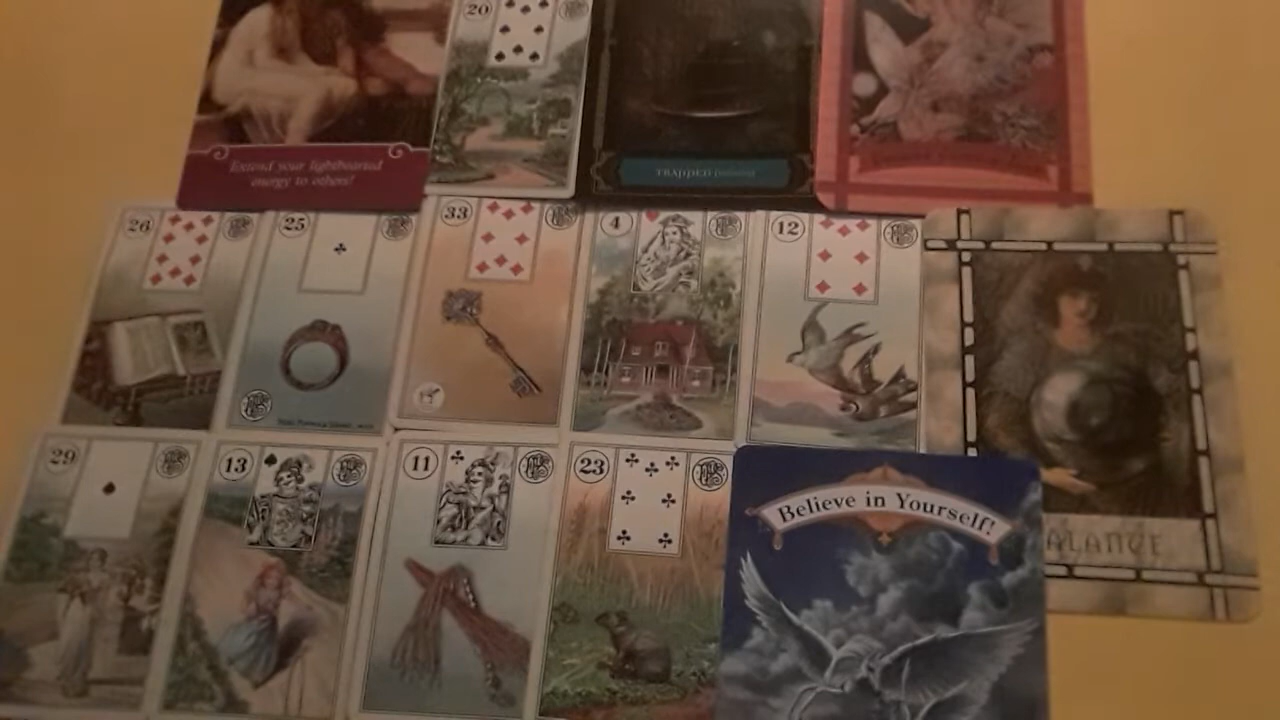 Extend your lighthearted
energy to others!
20
TRAPPED
26
25
33
4
12
29
13
11
23
Believe in Yourself!
ALANCE